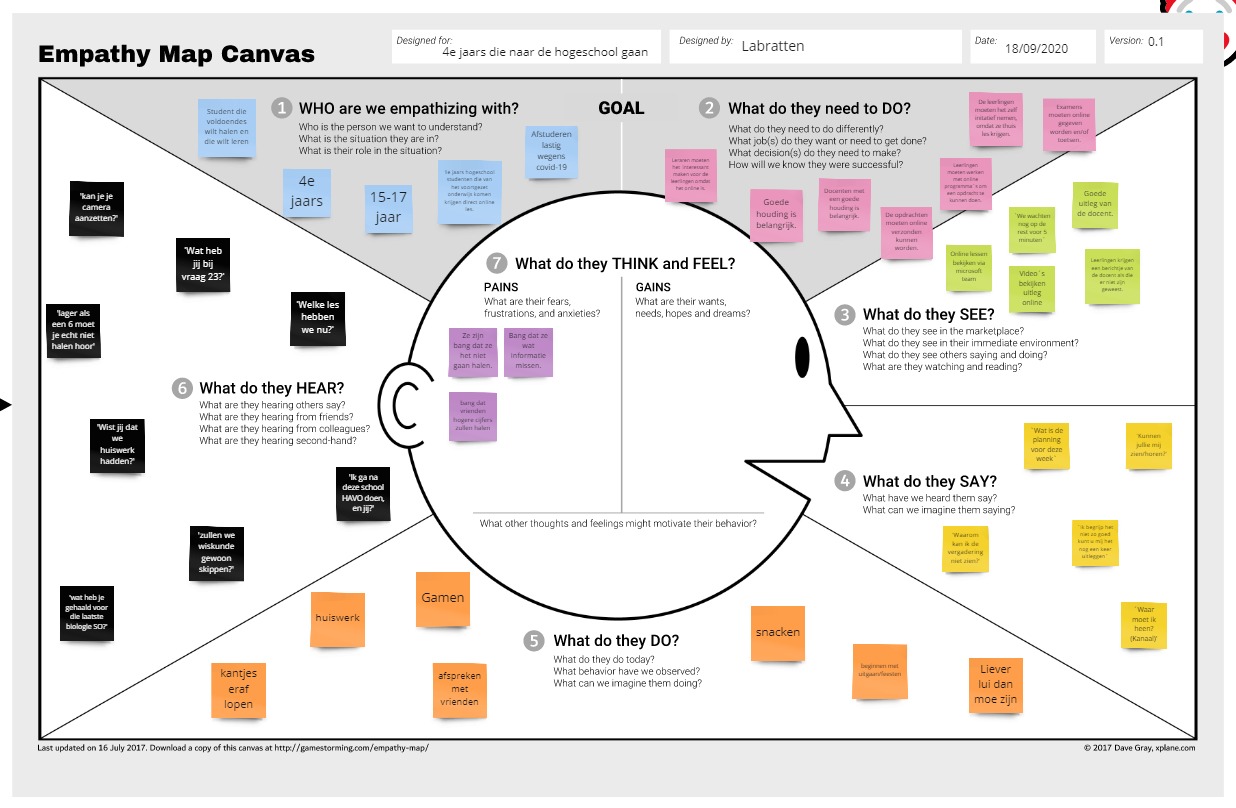 Empathy Map Canvas
Designed for:
4e jaars die naar de hogeschool gaan
Designed by:
Labratten
Date:
18/09/2020
Version:
0.1
1 WHO are we empathizing with?
Who is the person we want to understand?
What is the situation they are in?
What is their role in the situation?
Student die
voldoendes
wilt halen en
die wilt leren
4e
jaars
15-17
jaar
het voortgezet
onderwijs komen
krijgen direct online
les.
Afstuderen
lastig
wegens
covid-19
GOAL
2 What do they need to DO?
What do they need to do differently?
What job(s) do they want or need to get done?
What decision(s) do they need to make?
How will we know they were successful?
Leraren moeten
het interessant
maken voor de
leerlingen omdat
het online is.
Goede
houding is
belangrijk.
Docenten met
een goede
houding is
belangrijk.
De opdrachten
moeten online
verzonden
kunnen
worden.
Leerlingen
moeten werken
met online
programma`s om
een opdracht te
kunnen doen.
De leerlingen
moeten het zelf
initatief nemen,
omdat ze thuis
les krijgen.
Examens
moeten online
gegeven
worden en/of
toetsen.
3 What do they SEE?
What do they see in the marketplace?
What do they see in their immediate environment?
What do they see others saying and doing?
What are they watching and reading?
Online lessen
bekijken via
microsoft
team
`We wachten
nog op de
rest voor 5
minuten`
Video`s
bekijken
uitleg
online
Goede
uitleg van
de docent.
Leerlingen krijgen
een berichtje van
de docent als die
er niet zijn
geweest.
4 What do they SAY?
What have we heard them say?
What can we imagine them saying?
`Wat is de
planning
voor deze
week`
'Kunnen
jullie mij
zien/horen?'
'Waarom
kan ik de
vergadering
niet zien?'
'Ik begrijp het
niet zo goed
kunt u mij het
nog een keer
uitleggen`
`Waar
moet ik
heen?
(Kanaal)'
5 What do they DO?
What do they do today?
What behavior have we observed?
What can we imagine them doing?
huiswerk
Gamen
kantjes
eraf
lopen
afspreken
met
vrienden
snacken
beginnen met
uitgaan/feesten
Liever
lui dan
moe zijn
6 What do they HEAR?
What are they hearing others say?
What are they hearing from friends?
What are they hearing from colleagues?
What are they hearing second-hand?
'kan je je
camera
aanzetten?'
'Wat heb
jij bij
vraag 23?'
'Welke les
hebben
we nu?'
'lager als
een 6 moet
je echt niet
halen hoor'
'Wist jij dat
we
huiswerk
hadden?'
'Ik ga na
deze school
HAVO doen,
en jij?'
'zullen we
wiskunde
gewoon
skippen?'
'wat heb je
gehaald voor
die laatste
biologie SO?'
7 What do they THINK and FEEL?
PAINS
What are their fears,
frustrations, and anxieties?
Ze zijn
bang dat ze
het niet
gaan halen.
Bang dat ze
wat
informatie
missen.
bang dat
vrienden
hogere cijfers
zullen halen
GAINS
What are their wants,
needs, hopes and dreams?
What other thoughts and feelings might motivate their behavior?
Last updated on 16 July 2017. Download a copy of this canvas at http://gamestorming.com/empathy-map/
© 2017 Dave Gray, xplane.com